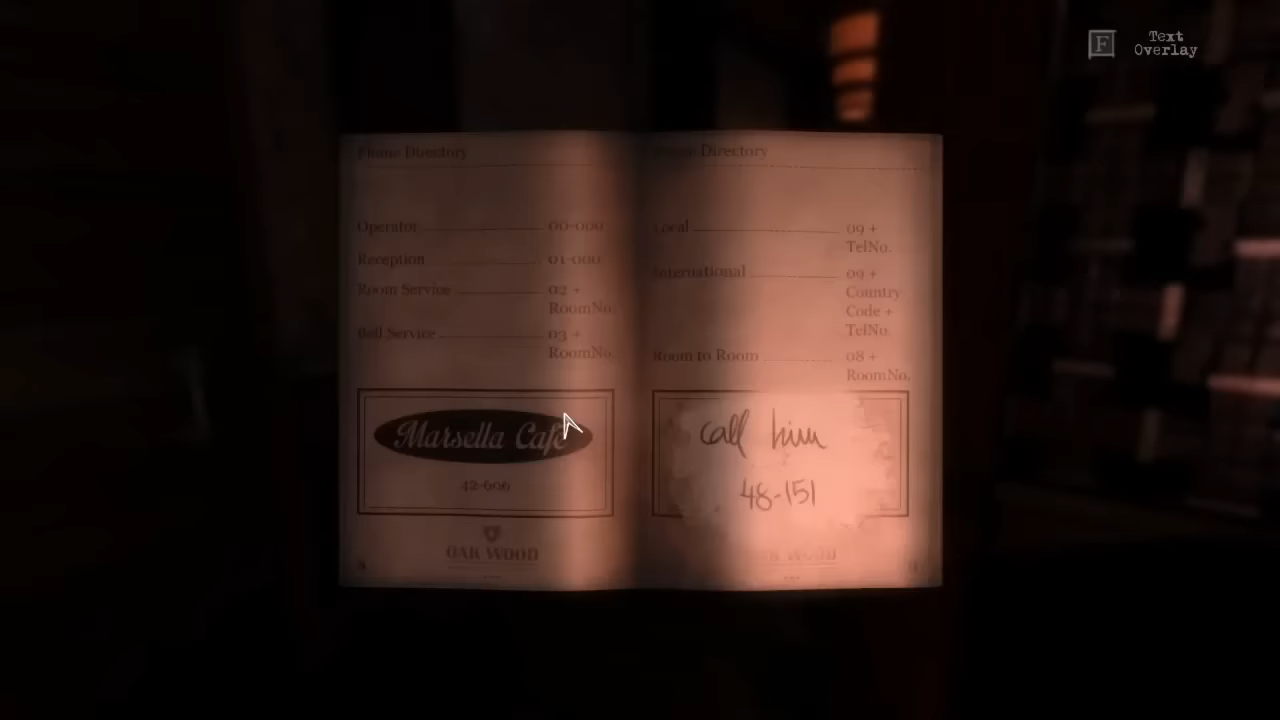 F
Text
Overlay
Phone Directory
Operator 00-000
Reception 01-000
Room Service 02 +
RoomNo.
Bell Service 03 +
RoomNo.
Marsella Cafe
42-606
OAK WOOD
Phone Directory
Local 09 +
TelNo.
International 09 +
Country
Code +
TelNo.
Room to Room 08 +
RoomNo.
call him
48-151
OAK WOOD